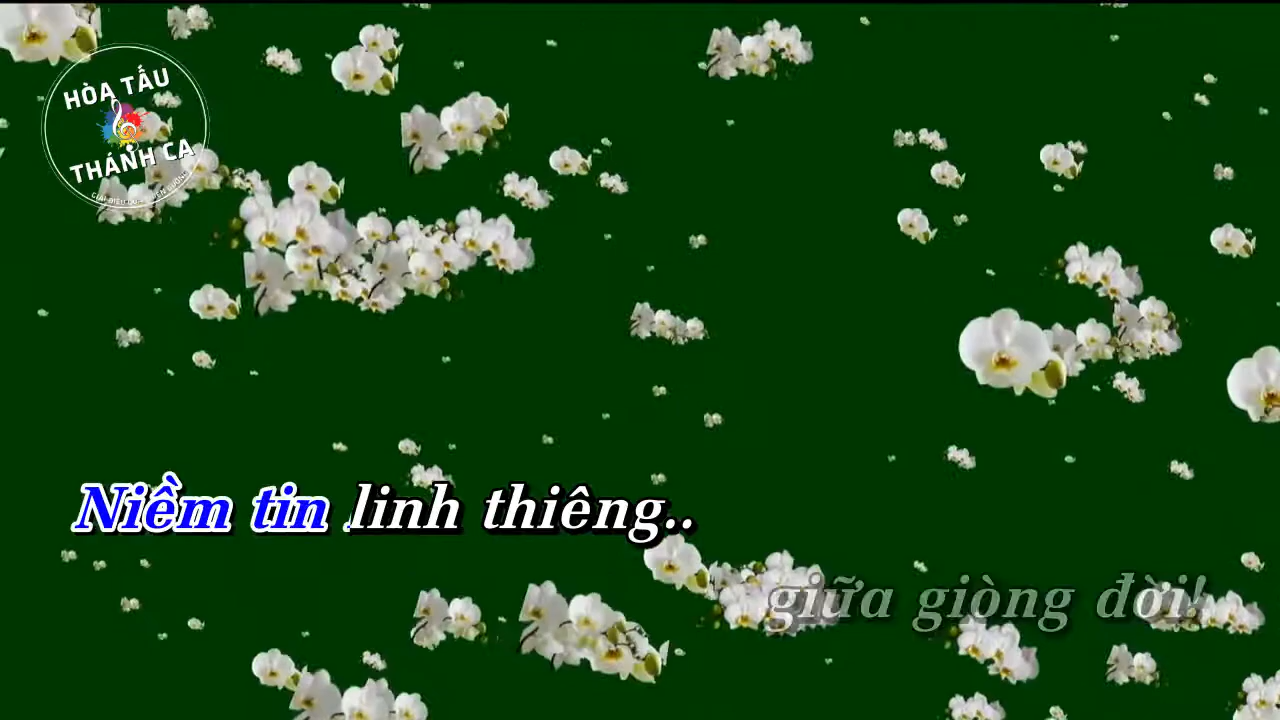 HÒA TẤU
THÁNH CA
Niềm tin linh thiêng..
giữa giòng đời!